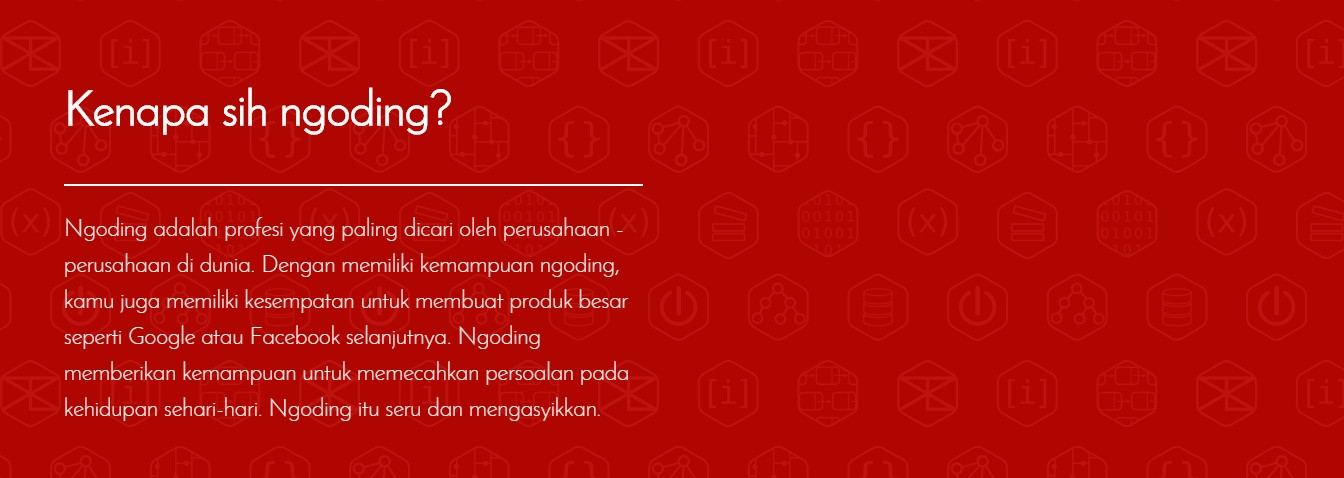 Kenapa sih ngoding?
Ngoding adalah profesi yang paling dicari oleh perusahaan -
perusahaan di dunia. Dengan memiliki kemampuan ngoding,
kamu juga memiliki kesempatan untuk membuat produk besar
seperti Google atau Facebook selanjutnya. Ngoding
memberikan kemampuan untuk memecahkan persoalan pada
kehidupan sehari-hari. Ngoding itu seru dan mengasyikkan.